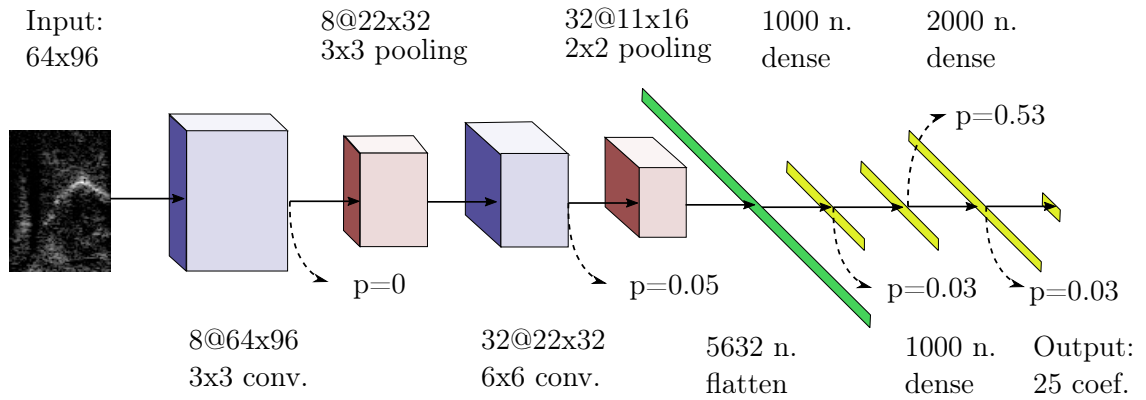 Input:
64x96
8@22x32
3x3 pooling
32@11x16
2x2 pooling
1000 n.
dense
2000 n.
dense
p=0.53
p=0
p=0.05
p=0.03
p=0.03
8@64x96
3x3 conv.
32@22x32
6x6 conv.
5632 n.
flatten
1000 n.
dense
Output:
25 coef.